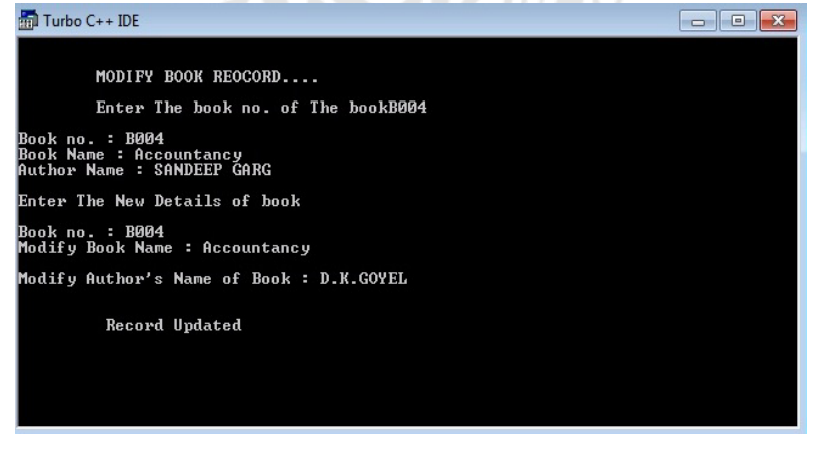 Turbo C++ IDE
MODIFY BOOK REOCORD....
Enter The book no. of The bookB004
Book no. : B004
Book Name : Accountancy
Author Name : SANDEEP GARG
Enter The New Details of book
Book no. : B004
Modify Book Name : Accountancy
Modify Author's Name of Book : D.K.GOYEL
Record Updated